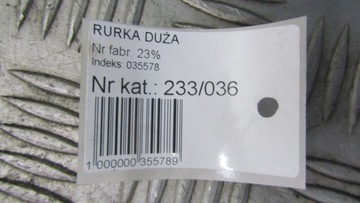 RURKA DUŻA
Nr fabr. 23%
Indeks: 035578
Nr kat.: 233/036
1 000000 355789